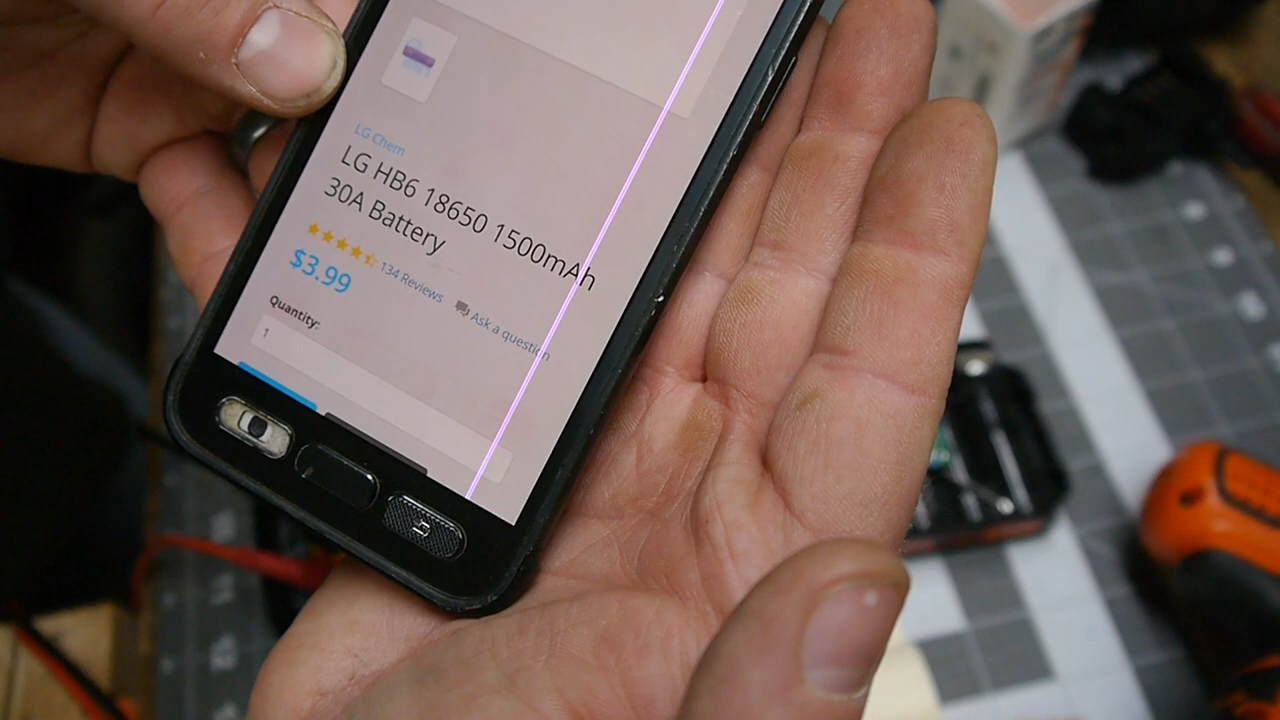 LG Chem
LG HB6 18650 1500mAh
30A Battery
134 Reviews
Ask a question
$3.99
Quantity:
1